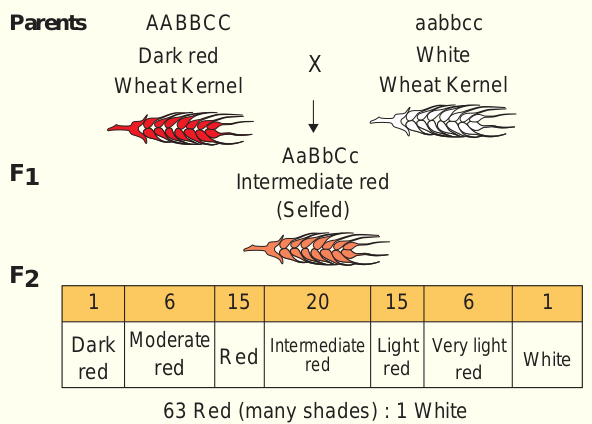 Parents AABBCC aabbcc
Dark red White
X
Wheat Kernel Wheat Kernel
AaBbCc
F1
Intermediate red
(Selfed)
F2
1 6 15 20 15 6 1
Dark red Moderate red Red Intermediate red Light red Very light red White
63 Red (many shades) : 1 White